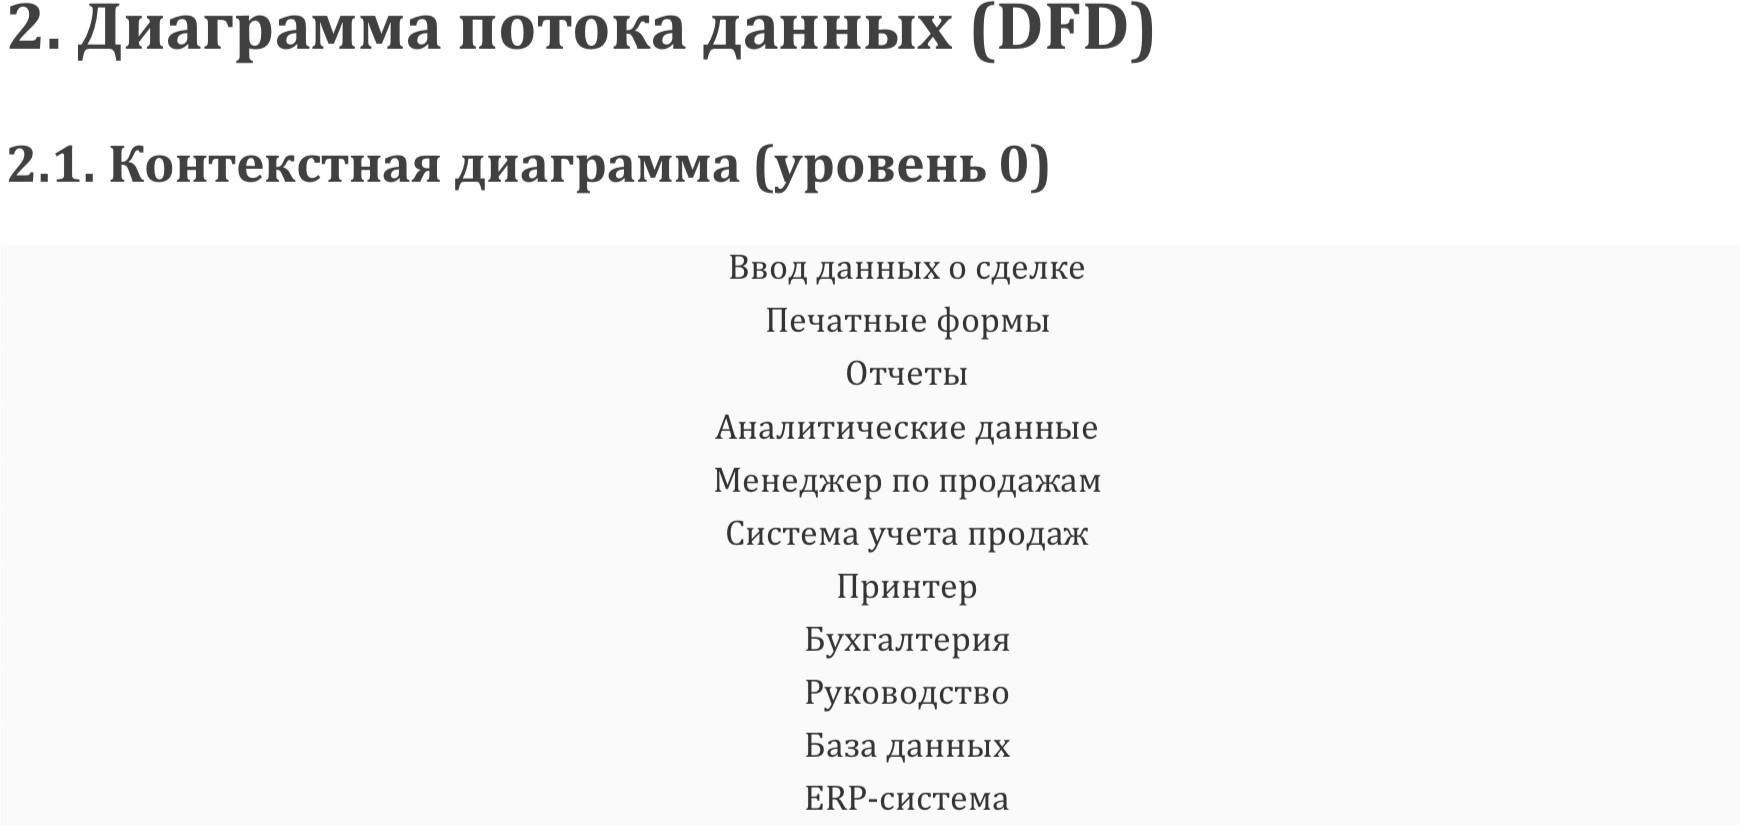 2. Диаграмма потока данных (DFD)
2.1. Контекстная диаграмма (уровень 0)
Ввод данных о сделке
Печатные формы
Отчеты
Аналитические данные
Менеджер по продажам
Система учета продаж
Принтер
Бухгалтерия
Руководство
База данных
ERP-система